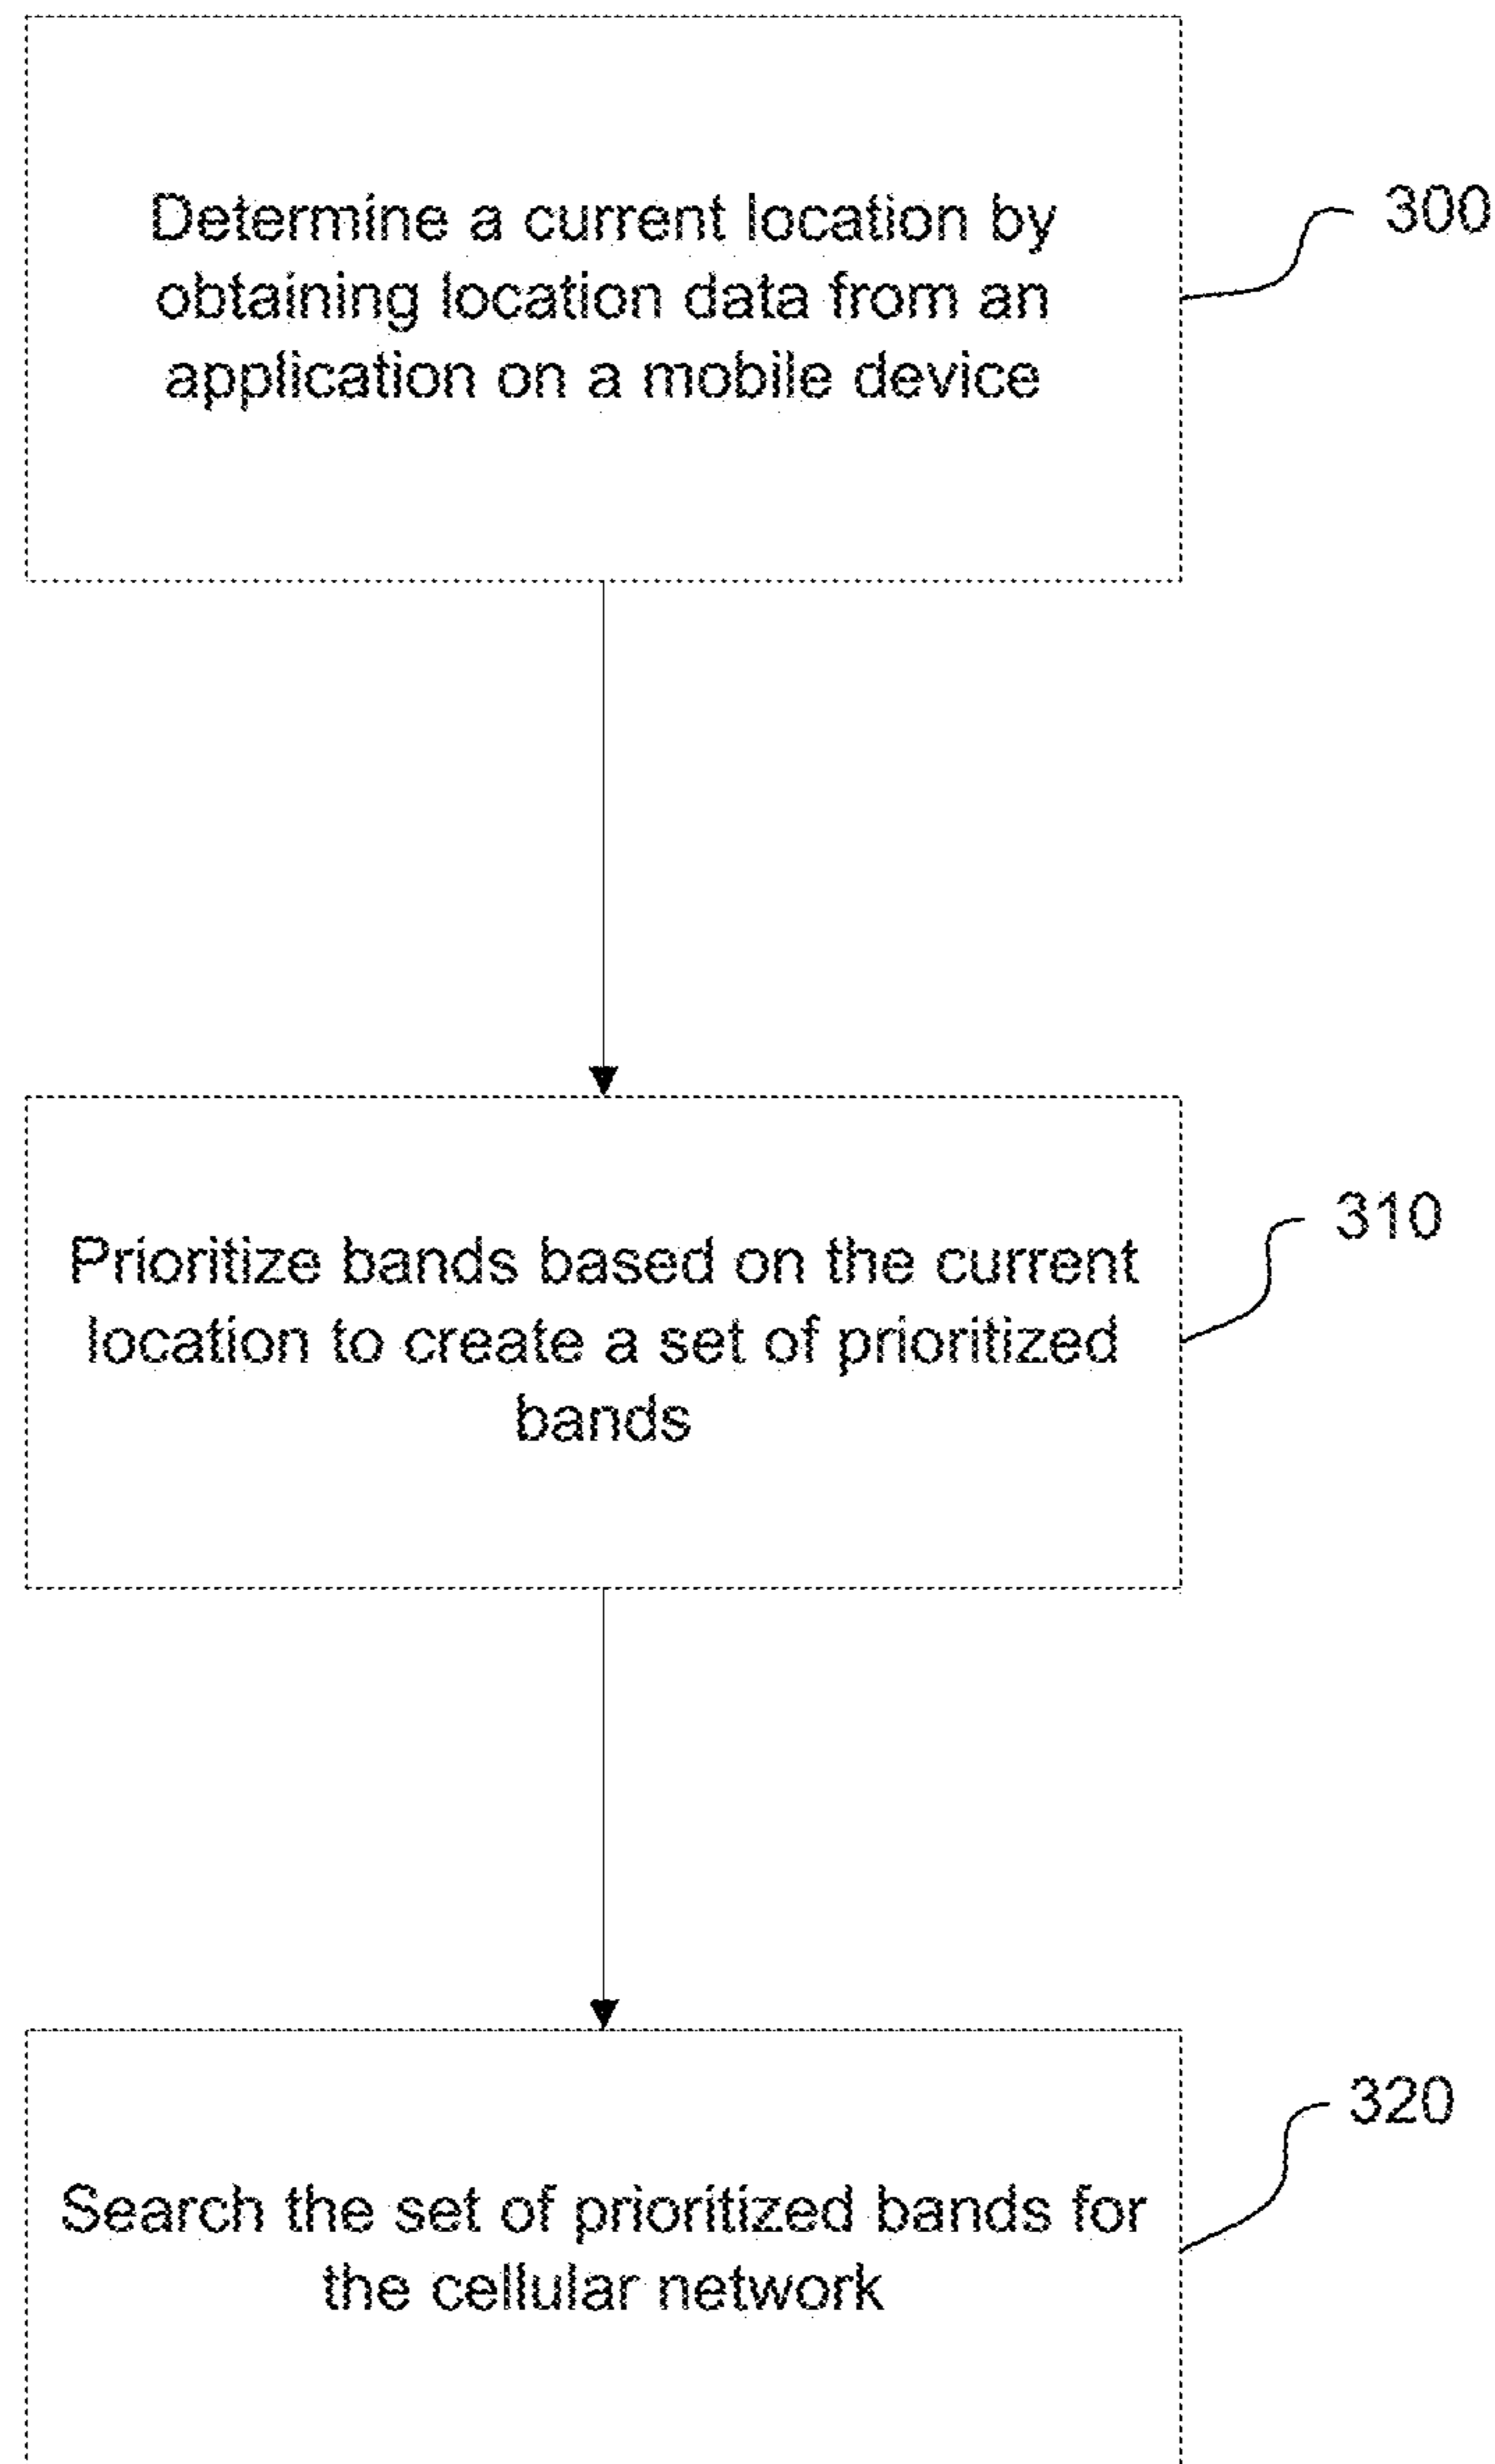 Determine a current location by
obtaining location data from an
application on a mobile device
300
Prioritize bands based on the current
location to create a set of prioritized
bands
310
Search the set of prioritized bands for
the cellular network
320